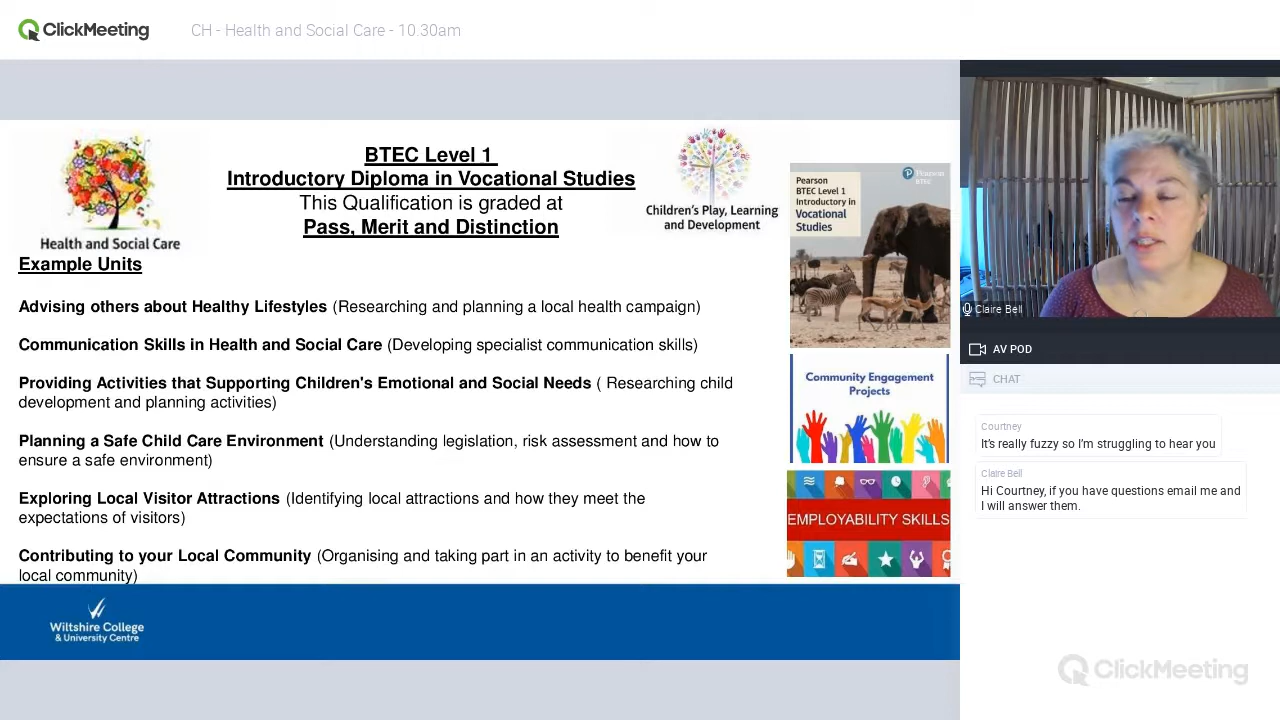 ClickMeeting
CH - Health and Social Care - 10.30am
BTEC Level 1
Introductory Diploma in Vocational Studies
This Qualification is graded at
Pass, Merit and Distinction
Health and Social Care
Children's Play, Learning
and Development
Example Units
Advising others about Healthy Lifestyles (Researching and planning a local health campaign)
Communication Skills in Health and Social Care (Developing specialist communication skills)
Providing Activities that Supporting Children's Emotional and Social Needs ( Researching child
development and planning activities)
Planning a Safe Child Care Environment (Understanding legislation, risk assessment and how to
ensure a safe environment)
Exploring Local Visitor Attractions (Identifying local attractions and how they meet the
expectations of visitors)
Contributing to your Local Community (Organising and taking part in an activity to benefit your
local community)
Pearson
BTEC Level 1
Introductory in
Vocational
Studies
Pearson
BTEC
Community Engagement
Projects
EMPLOYABILITY SKILLS
Wiltshire College
& University Centre
Claire Bell
AV POD
CHAT
Courtney
It's really fuzzy so I'm struggling to hear you
Claire Bell
Hi Courtney, if you have questions email me and
I will answer them.
ClickMeeting